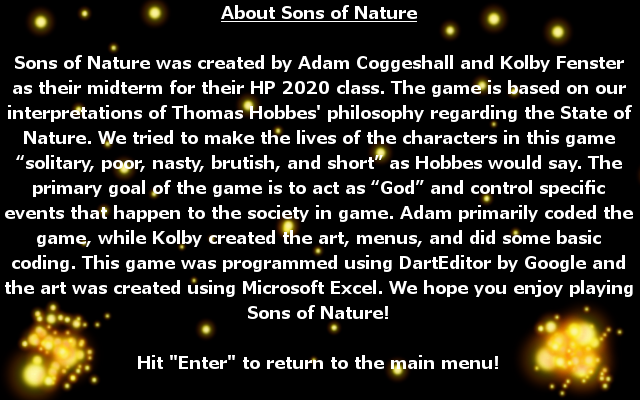 About Sons of Nature
Sons of Nature was created by Adam Coggeshall and Kolby Fenster
as their midterm for their HP 2020 class. The game is based on our
interpretations of Thomas Hobbes' philosophy regarding the State of
Nature. We tried to make the lives of the characters in this game
“solitary, poor, nasty, brutish, and short” as Hobbes would say. The
primary goal of the game is to act as “God” and control specific
events that happen to the society in game. Adam primarily coded the
game, while Kolby created the art, menus, and did some basic
coding. This game was programmed using DartEditor by Google and
the art was created using Microsoft Excel. We hope you enjoy playing
Sons of Nature!
Hit "Enter" to return to the main menu!